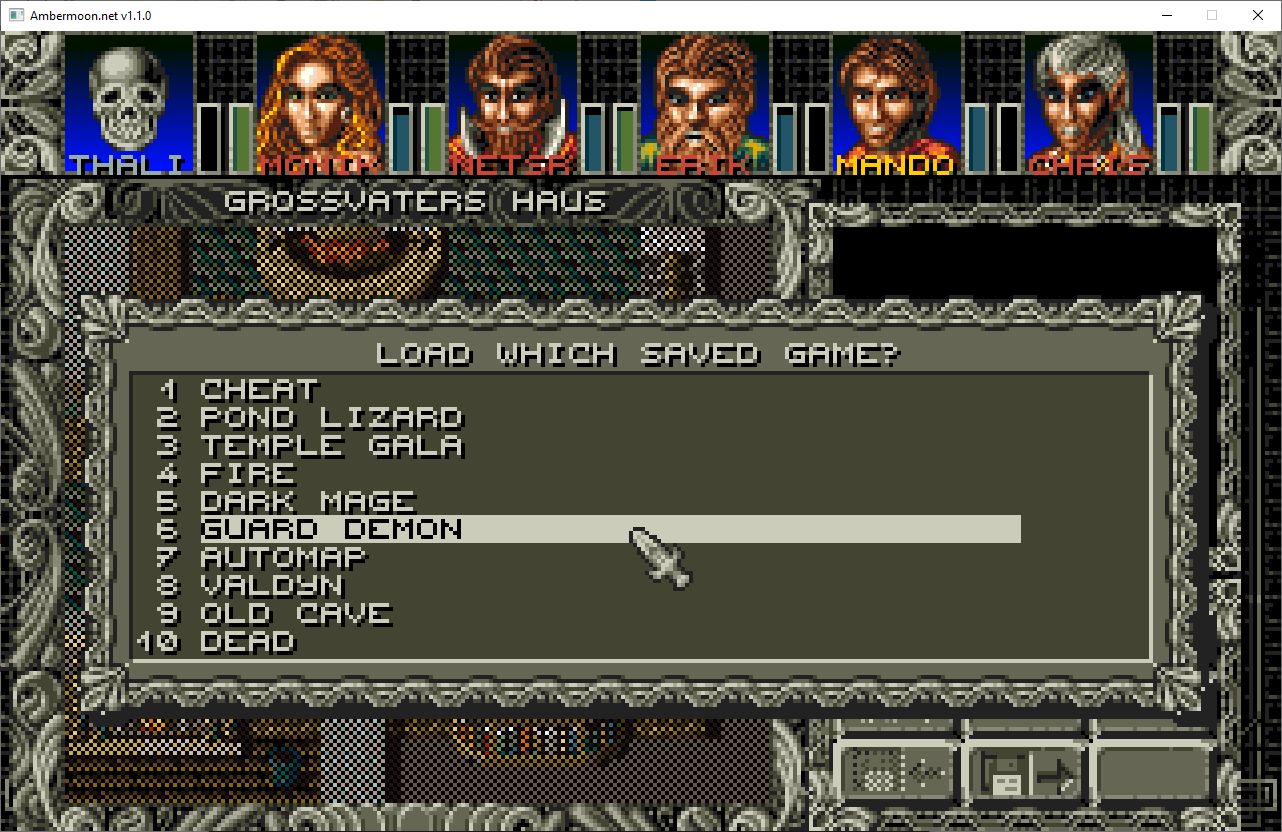 Ambermoon.net v1.1.0
THALI MONIKA NETSA ERIK MANDO CHRIS
GROSSVATERS HAUS
LOAD WHICH SAVED GAME?
1 CHEAT
2 POND LIZARD
3 TEMPLE GALA
4 FIRE
5 DARK MAGE
6 GUARD DEMON
7 AUTOMAP
8 VALDYN
9 OLD CAVE
10 DEAD